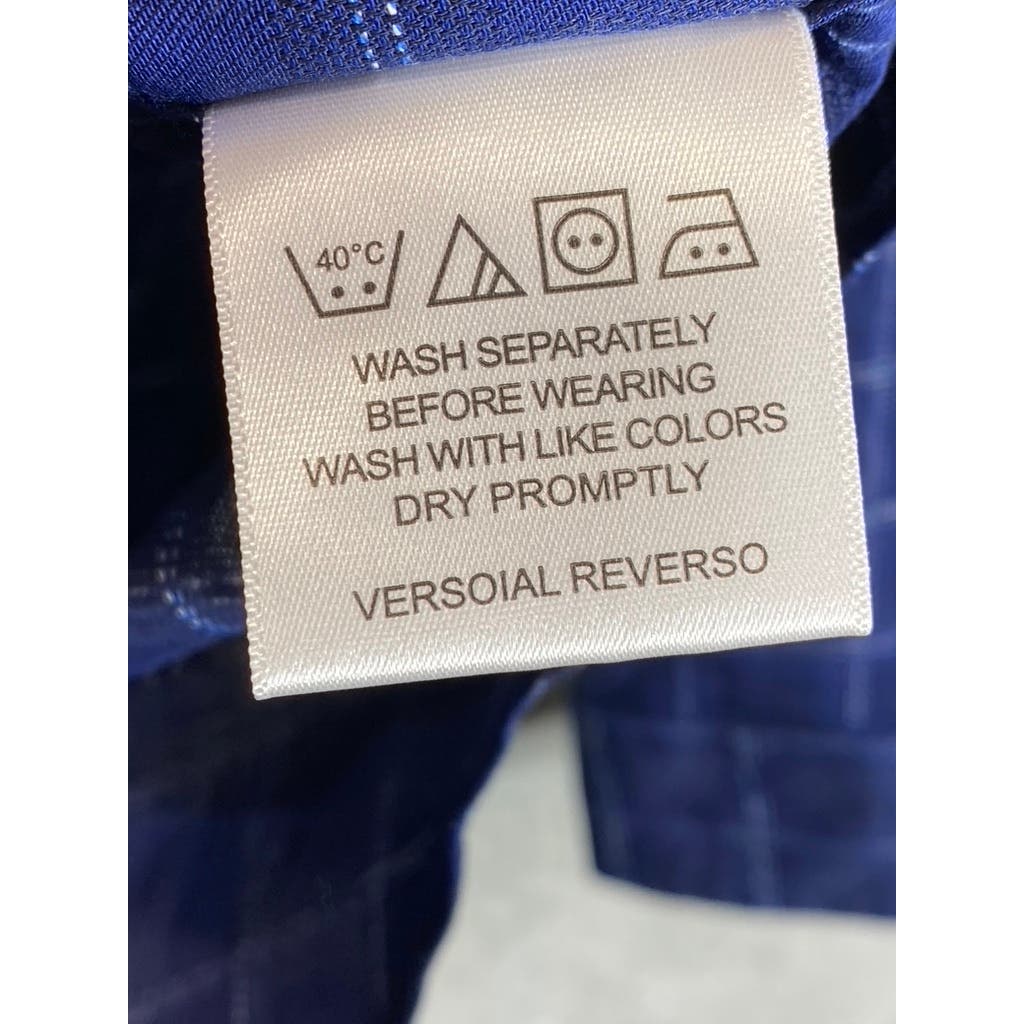 40°C
WASH SEPARATELY
BEFORE WEARING
WASH WITH LIKE COLORS
DRY PROMPTLY
VERSOIAL REVERSO